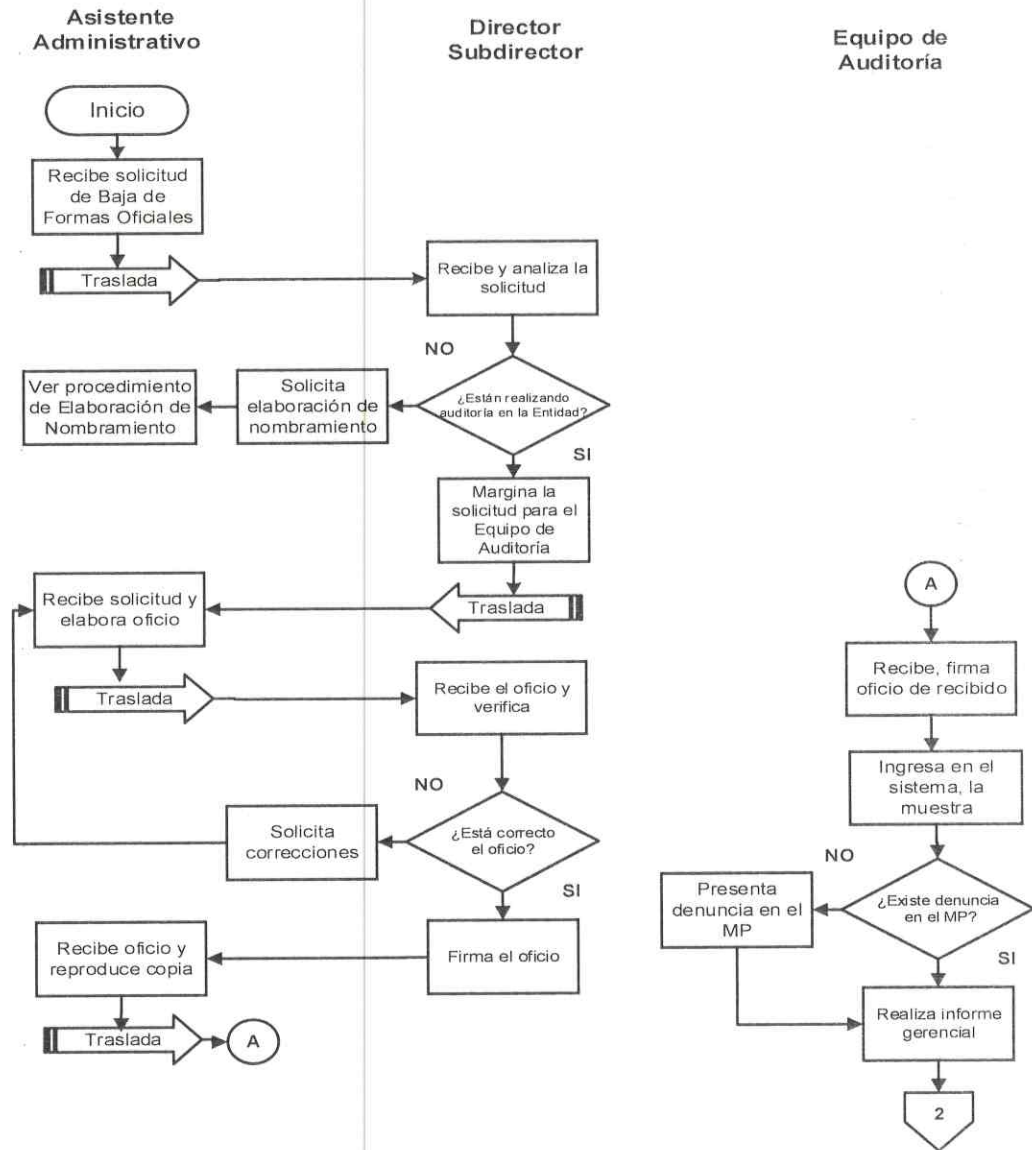 Asistente
Administrativo
Director
Subdirector
Equipo de
Auditoría
Inicio
Recibe solicitud
de Baja de
Formas Oficiales
Traslada
Recibe y analiza la
solicitud
NO
¿Están realizando
auditoría en la Entidad?
Solicita
elaboración de
nombramiento
Ver procedimiento
de Elaboración de
Nombramiento
SI
Margina la
solicitud para el
Equipo de
Auditoría
Traslada
Recibe solicitud y
elabora oficio
Traslada
Recibe el oficio y
verifica
NO
¿Está correcto
el oficio?
Solicita
correcciones
SI
Firma el oficio
Recibe oficio y
reproduce copia
Traslada
A
A
Recibe, firma
oficio de recibido
Ingresa en el
sistema, la
muestra
NO
¿Existe denuncia
en el MP?
Presenta
denuncia en el
MP
SI
Realiza informe
gerencial
2